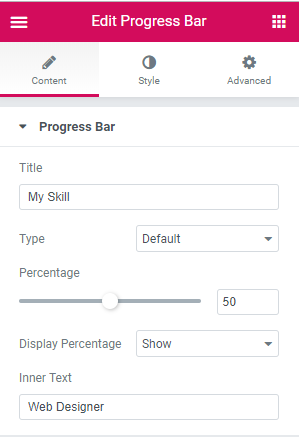 Edit Progress Bar
Content Style Advanced
Progress Bar
Title
My Skill
Type Default
Percentage
50
Display Percentage Show
Inner Text
Web Designer